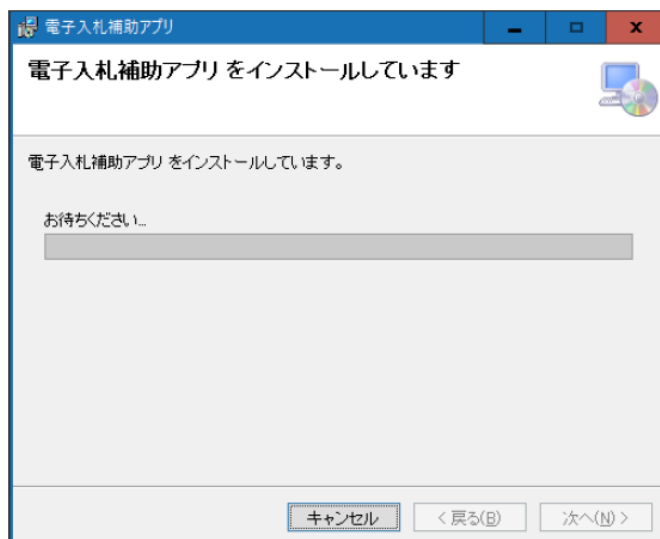 電子入札補助アプリ
電子入札補助アプリ をインストールしています
電子入札補助アプリ をインストールしています。
お待ちください...
キャンセル
< 戻る(B)
次へ(N) >